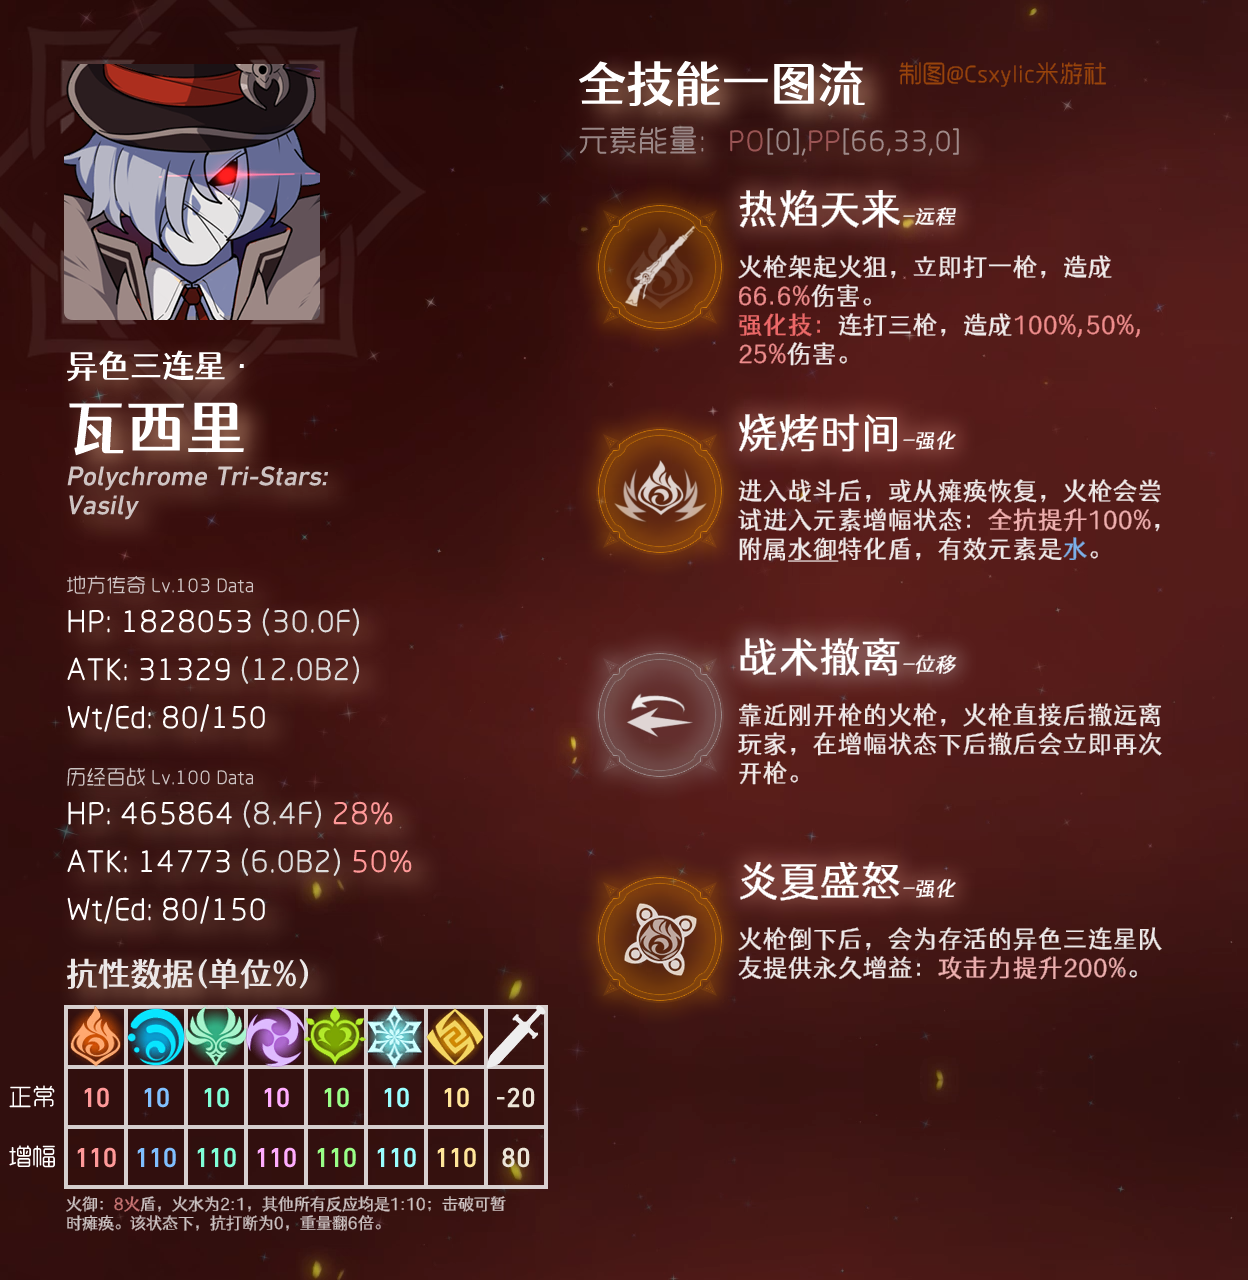 全技能一图流
制图@Csxylic米游社
元素能量：PO[0],PP[66,33,0]
异色三连星·
瓦西里
Polychrome Tri-Stars:
Vasily
地方传奇 Lv.103 Data
HP: 1828053 (30.0F)
ATK: 31329 (12.0B2)
Wt/Ed: 80/150
历经百战 Lv.100 Data
HP: 465864 (8.4F) 28%
ATK: 14773 (6.0B2) 50%
Wt/Ed: 80/150
抗性数据(单位%)
正常 10 10 10 10 10 10 10 -20
增幅 110 110 110 110 110 110 110 80
火御：8火盾，火水为2:1，其他所有反应均是1:10；击破可暂
时瘫痪。该状态下，抗打断为0，重量翻6倍。
热焰天来–远程
火枪架起火狙，立即打一枪，造成
66.6%伤害。
强化技：连打三枪，造成100%,50%,
25%伤害。
烧烤时间–强化
进入战斗后，或从瘫痪恢复，火枪会尝
试进入元素增幅状态：全抗提升100%，
附属水御特化盾，有效元素是水。
战术撤离–位移
靠近刚开枪的火枪，火枪直接后撤远离
玩家，在增幅状态下后撤后会立即再次
开枪。
炎夏盛怒–强化
火枪倒下后，会为存活的异色三连星队
友提供永久增益：攻击力提升200%。